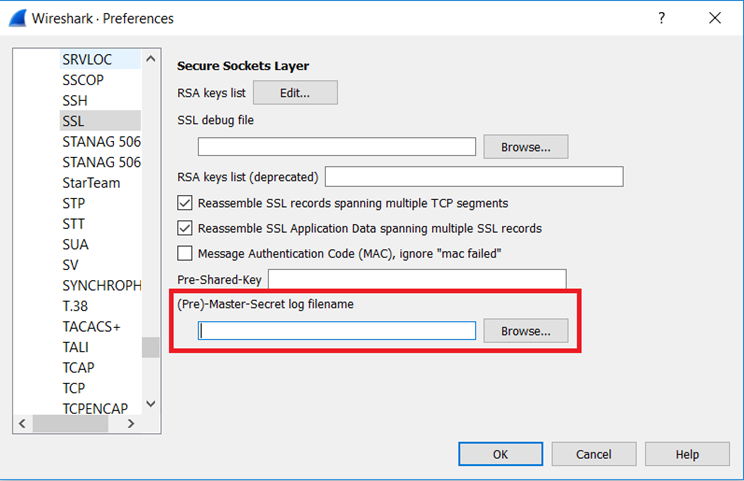 Wireshark · Preferences
?
SRVLOC
SSCOP
SSH
SSL
STANAG 506
STANAG 506
StarTeam
STP
STT
SUA
SV
SYNCHROPH
T.38
TACACS+
TALI
TCAP
TCP
TCPENCAP
Secure Sockets Layer
RSA keys list Edit...
SSL debug file
Browse...
RSA keys list (deprecated)
Reassemble SSL records spanning multiple TCP segments
Reassemble SSL Application Data spanning multiple SSL records
Message Authentication Code (MAC), ignore "mac failed"
Pre-Shared-Key
(Pre)-Master-Secret log filename
Browse...
OK Cancel Help